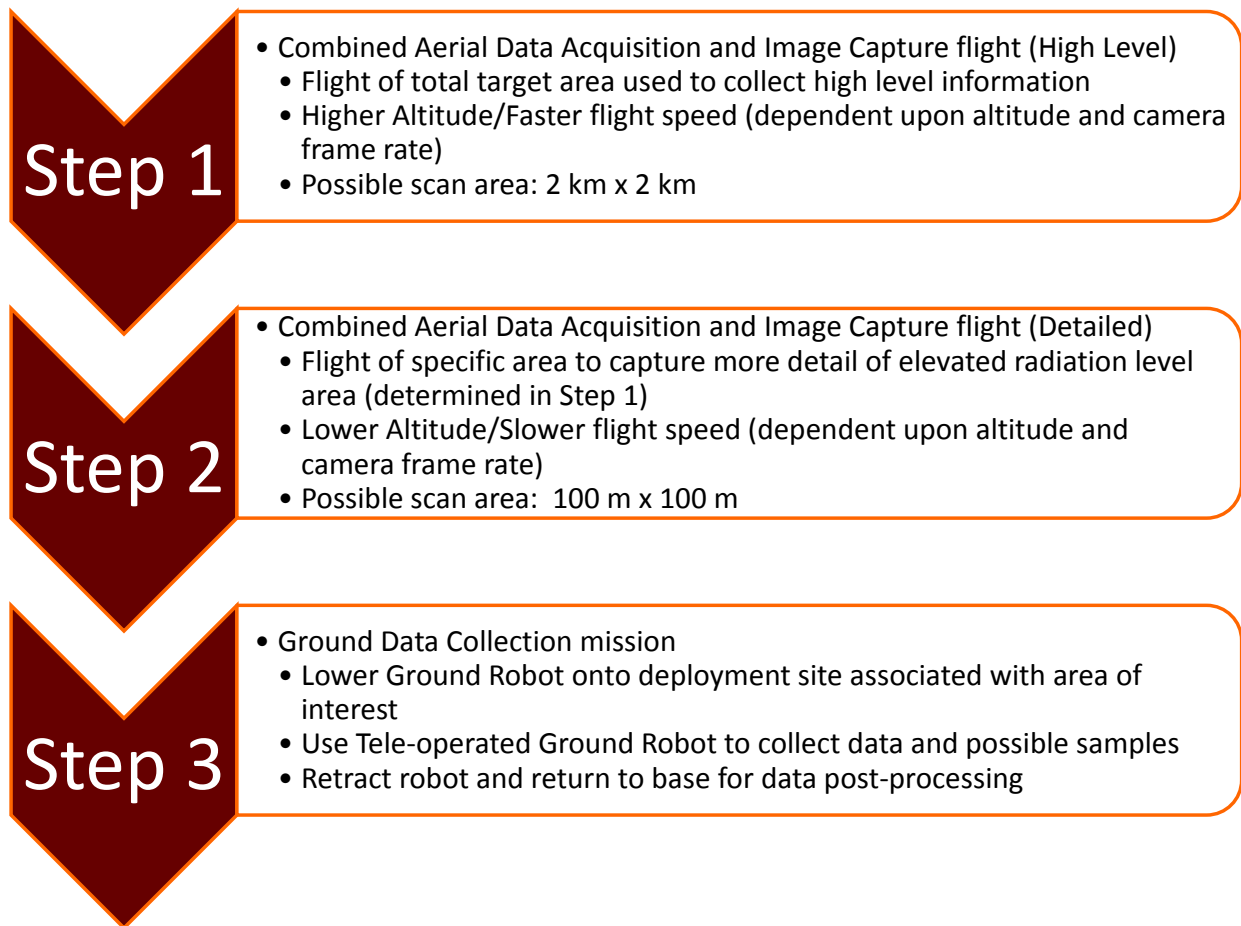 Step 1
• Combined Aerial Data Acquisition and Image Capture flight (High Level)
• Flight of total target area used to collect high level information
• Higher Altitude/Faster flight speed (dependent upon altitude and camera
frame rate)
• Possible scan area: 2 km x 2 km
Step 2
• Combined Aerial Data Acquisition and Image Capture flight (Detailed)
• Flight of specific area to capture more detail of elevated radiation level
area (determined in Step 1)
• Lower Altitude/Slower flight speed (dependent upon altitude and
camera frame rate)
• Possible scan area:  100 m x 100 m
Step 3
• Ground Data Collection mission
• Lower Ground Robot onto deployment site associated with area of
interest
• Use Tele-operated Ground Robot to collect data and possible samples
• Retract robot and return to base for data post-processing